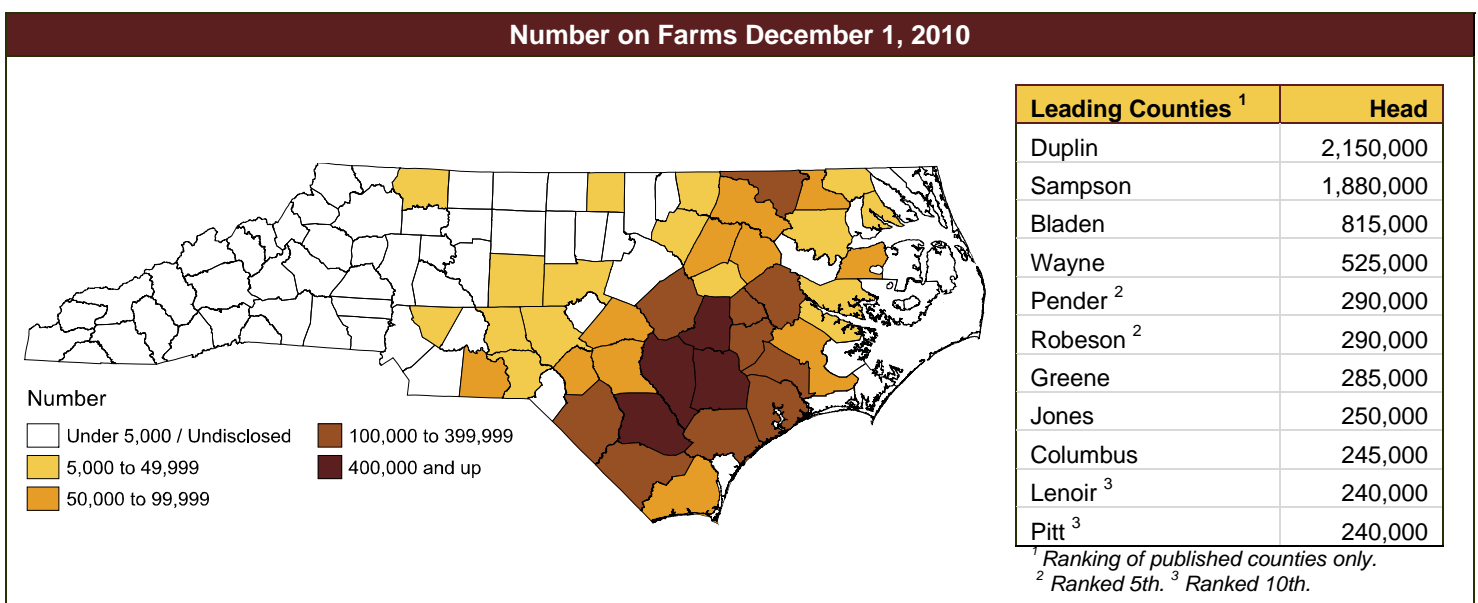 Number on Farms December 1, 2010
Number
Under 5,000 / Undisclosed
5,000 to 49,999
50,000 to 99,999
100,000 to 399,999
400,000 and up
Leading Counties 1 Head
Duplin 2,150,000
Sampson 1,880,000
Bladen 815,000
Wayne 525,000
Pender 2 290,000
Robeson 2 290,000
Greene 285,000
Jones 250,000
Columbus 245,000
Lenoir 3 240,000
Pitt 3 240,000
1 Ranking of published counties only.
2 Ranked 5th. 3 Ranked 10th.